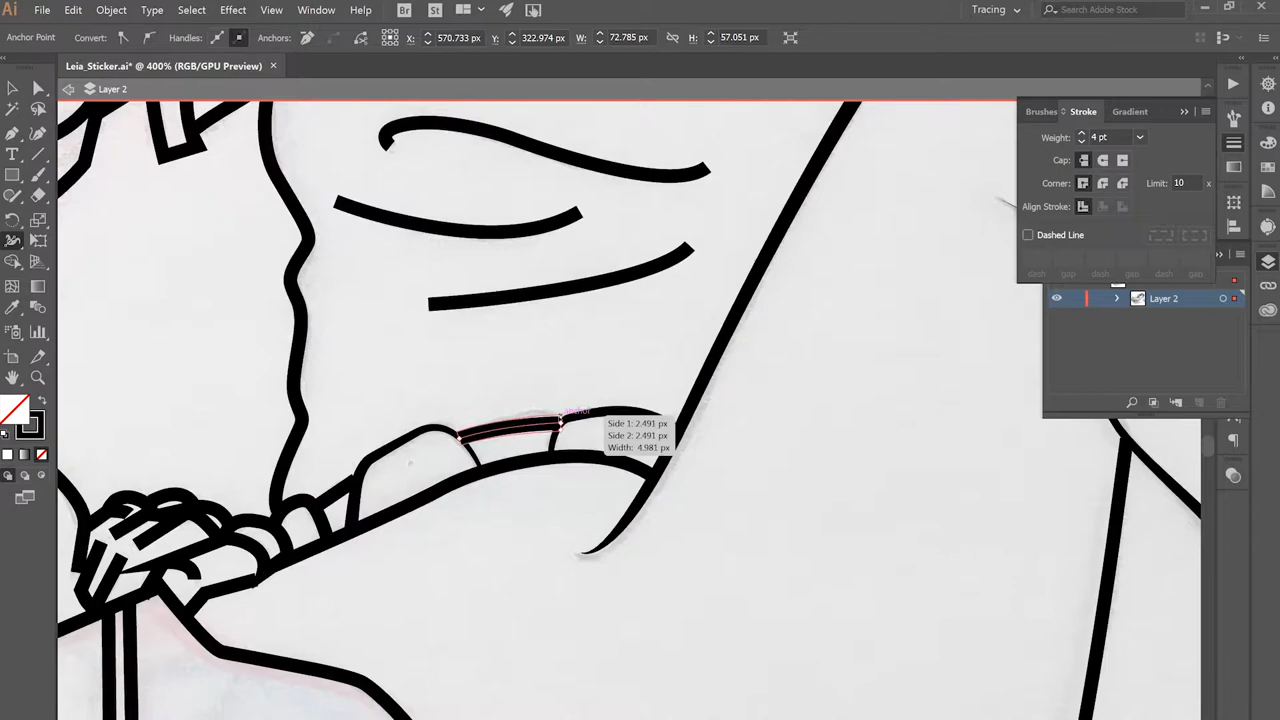 Ai File Edit Object Type Select Effect View Window Help Br St Tracing Search Adobe Stock
Anchor Point Convert: Handles: Anchors: X: 570.733 px Y: 322.974 px W: 72.785 px H: 57.051 px
Leia_Sticker.ai* @ 400% (RGB/GPU Preview) ×
Layer 2
Brushes Stroke Gradient
Weight: 4 pt
Cap:
Corner: Limit: 10 x
Align Stroke:
Dashed Line
dash gap dash gap dash gap
Layer 2
anchor
Side 1: 2.491 px
Side 2: 2.491 px
Width: 4.981 px